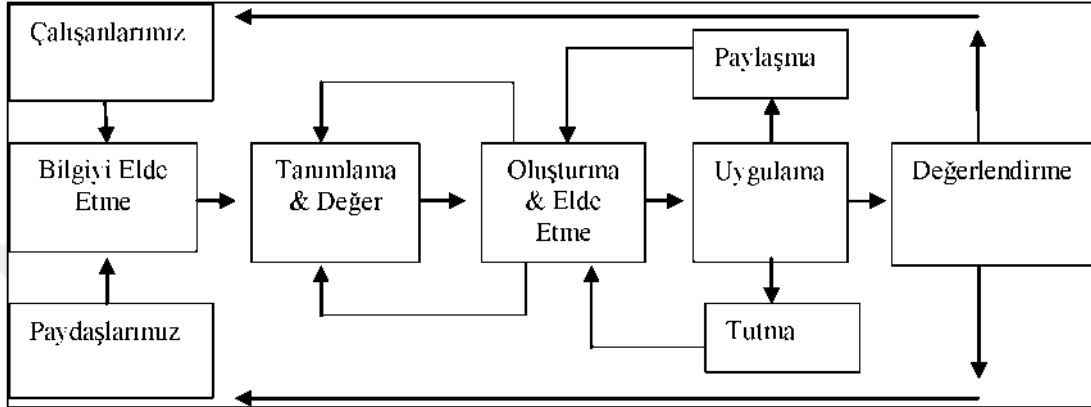 Çalışanlarımız
Paylaşma
Bilgiyi Elde
Etme
Tanımlama
& Değer
Oluşturma
& Elde
Etme
Uygulama
Değerlendirme
Paydaşlarımız
Tutma